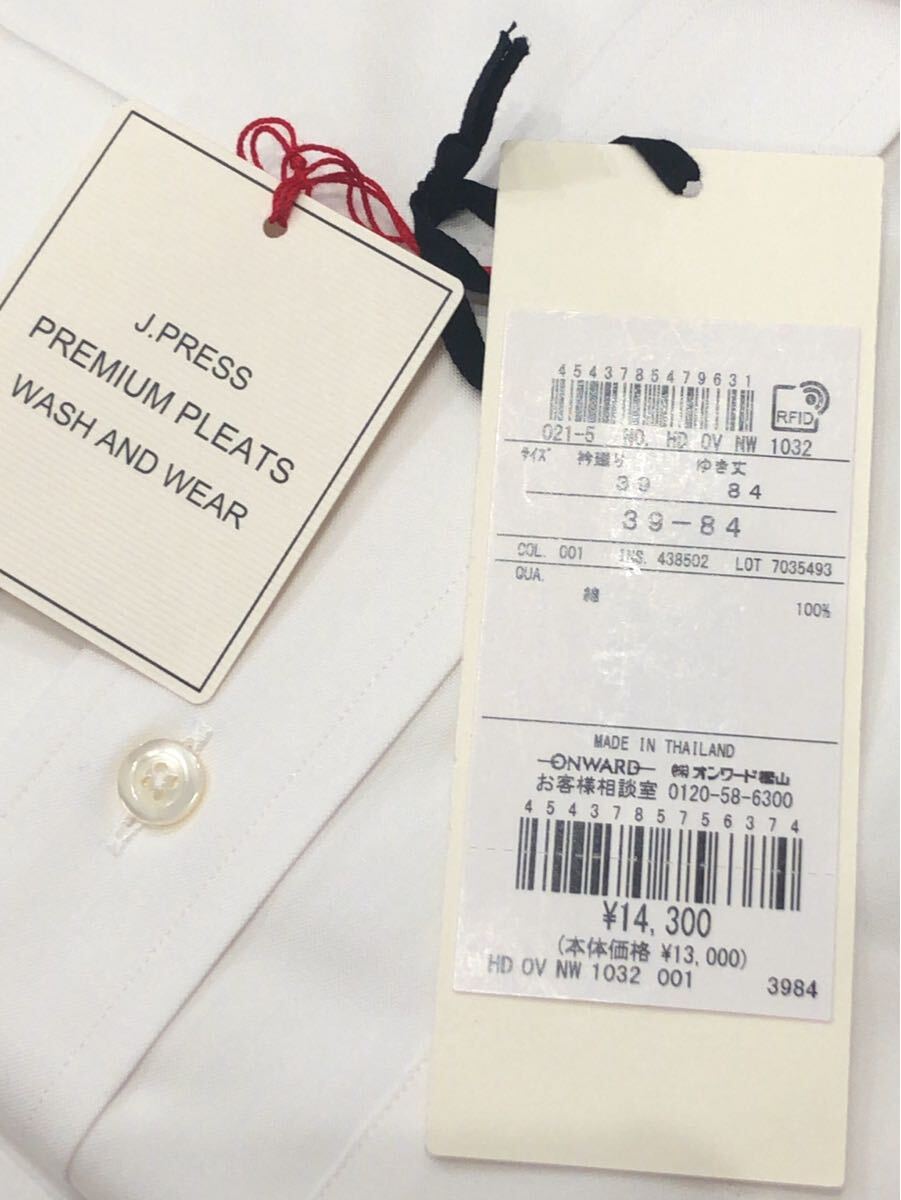 J.PRESS
PREMIUM PLEATS
WASH AND WEAR
4543785479631
RFID
021-5 NO. HD OV NW 1032
ｻｲｽﾞ 衿廻り ゆき丈
39 84
39-84
COL. 001 INS. 438502 LOT 7035493
QUA.
綿 100%
MADE IN THAILAND
ONWARD ㈱オンワード樫山
お客様相談室 0120-58-6300
4543785756374
¥14,300
(本体価格 ¥13,000)
HD OV NW 1032 001 3984